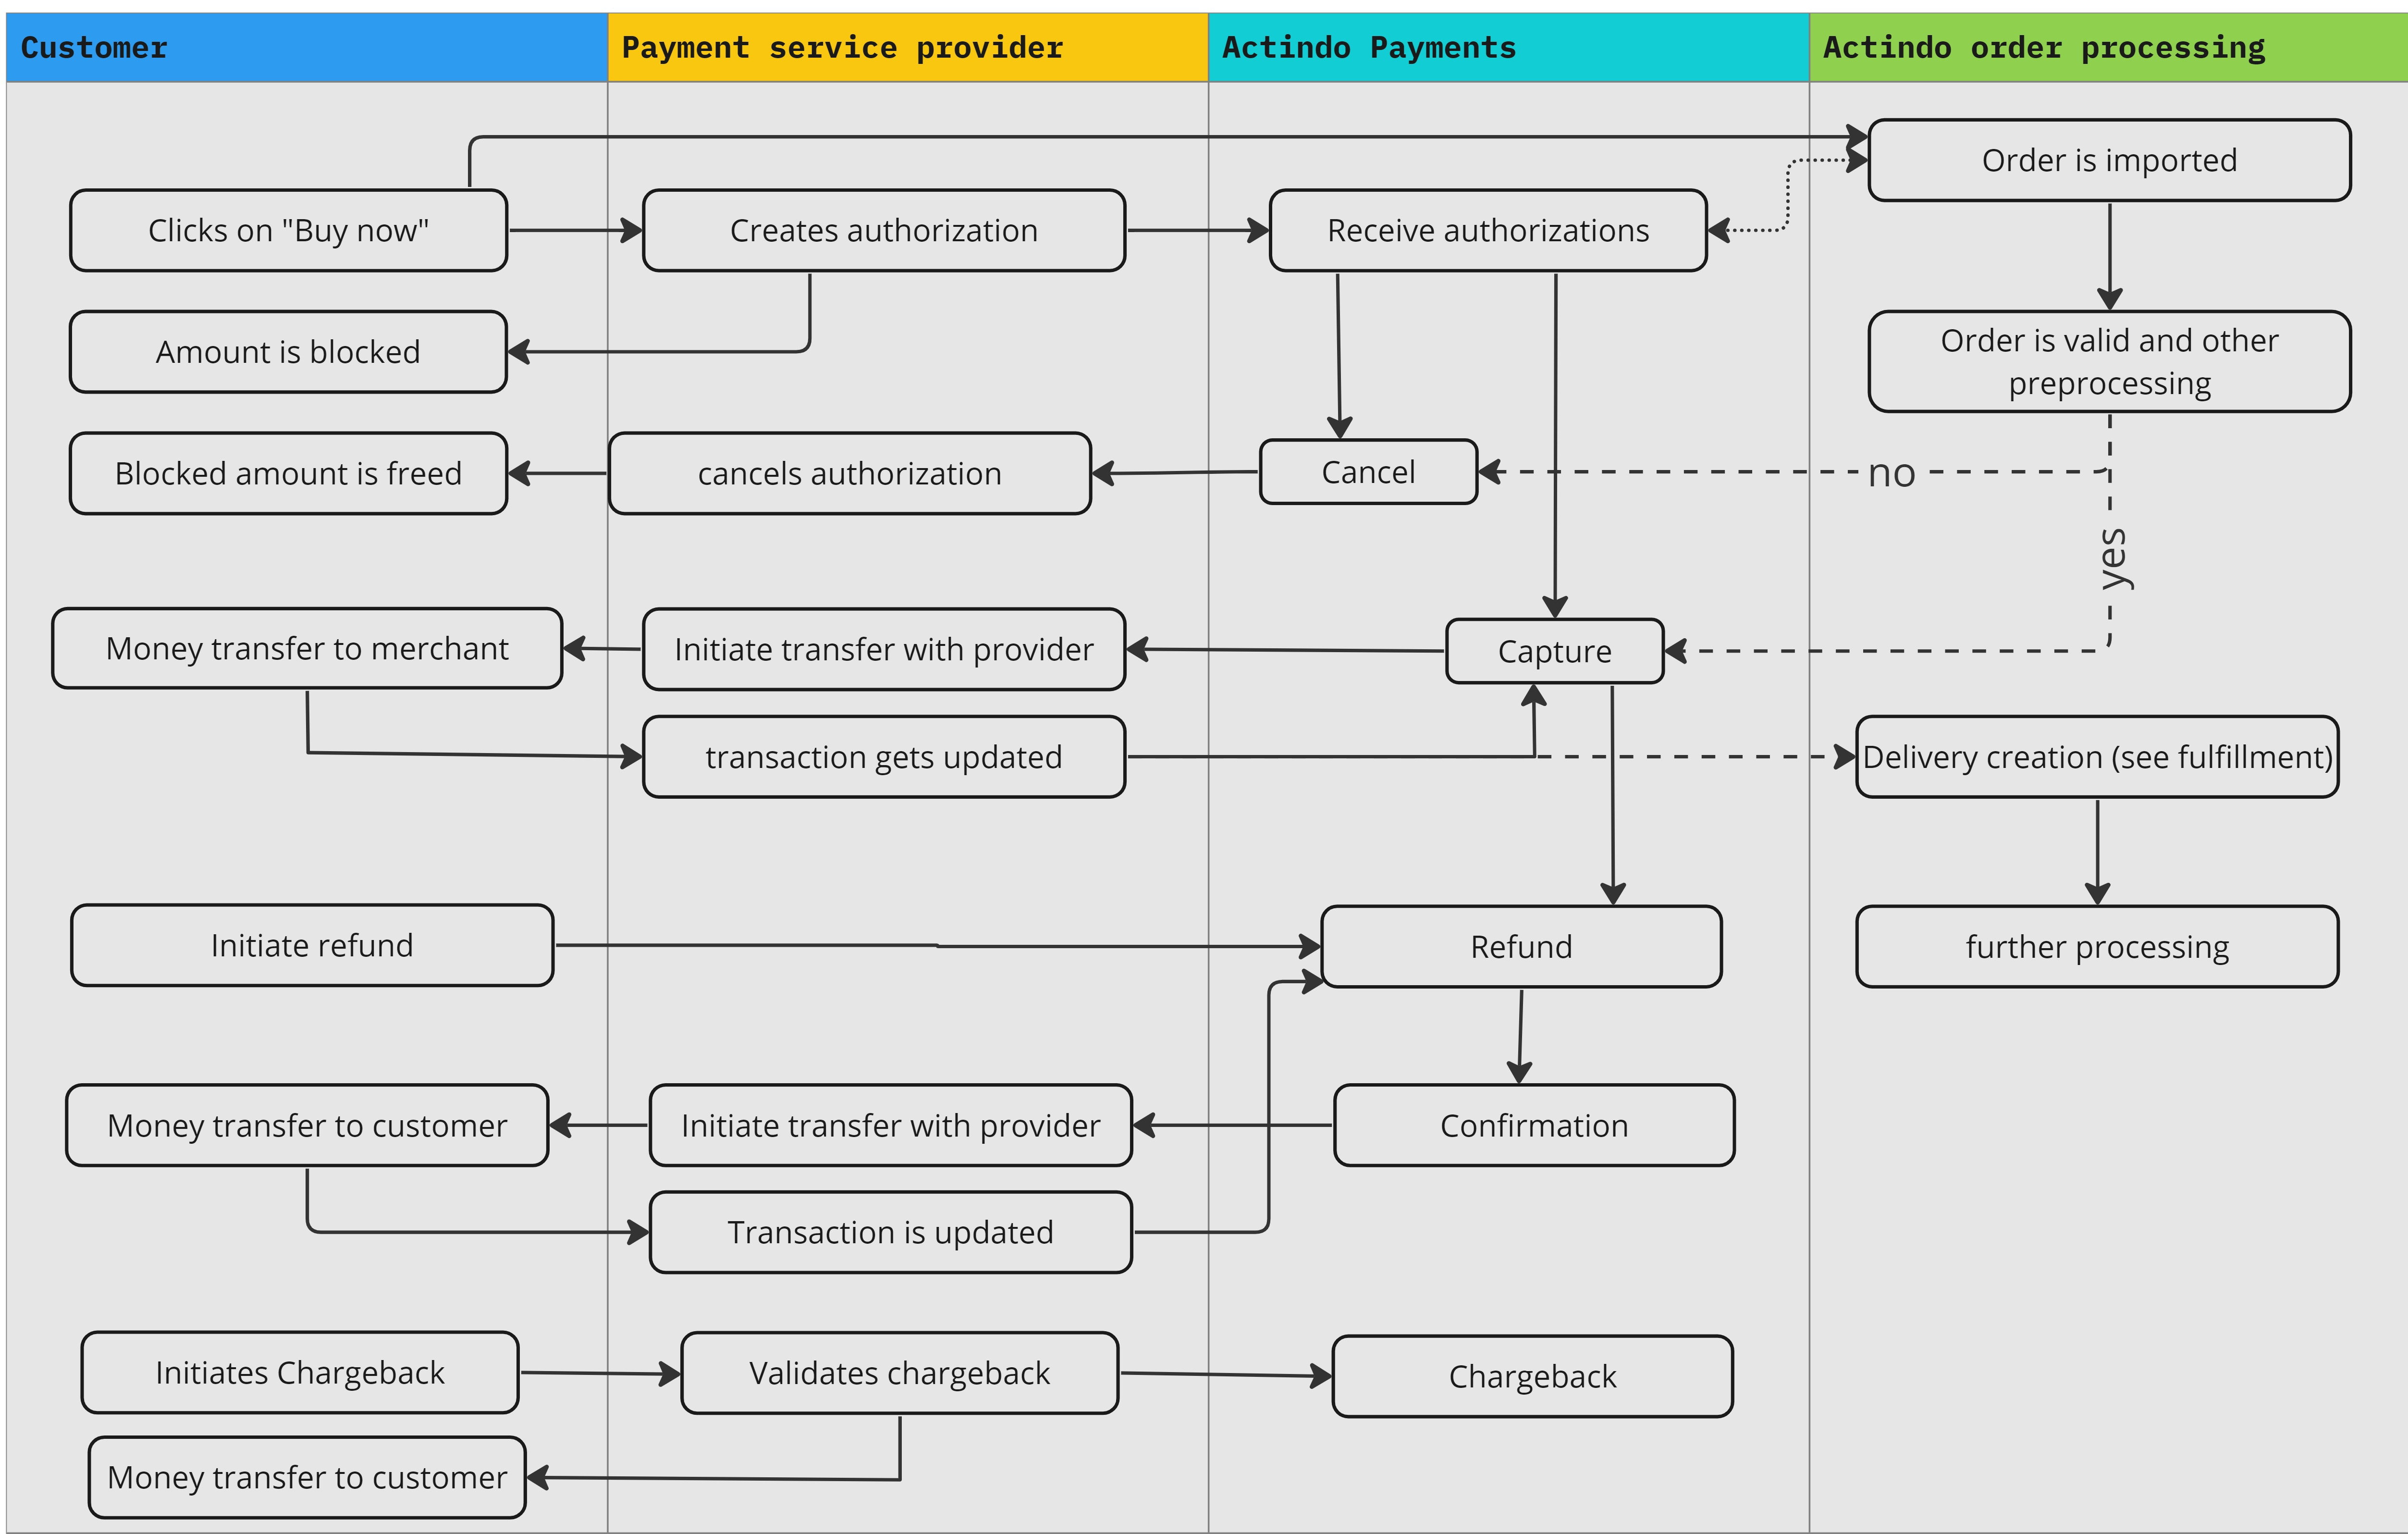 Customer
Payment service provider
Actindo Payments
Actindo order processing
Order is imported
Clicks on "Buy now"
Creates authorization
Receive authorizations
Amount is blocked
Order is valid and other
preprocessing
Blocked amount is freed
cancels authorization
Cancel
no
yes
Money transfer to merchant
Initiate transfer with provider
Capture
transaction gets updated
Delivery creation (see fulfillment)
Initiate refund
Refund
further processing
Money transfer to customer
Initiate transfer with provider
Confirmation
Transaction is updated
Initiates Chargeback
Validates chargeback
Chargeback
Money transfer to customer